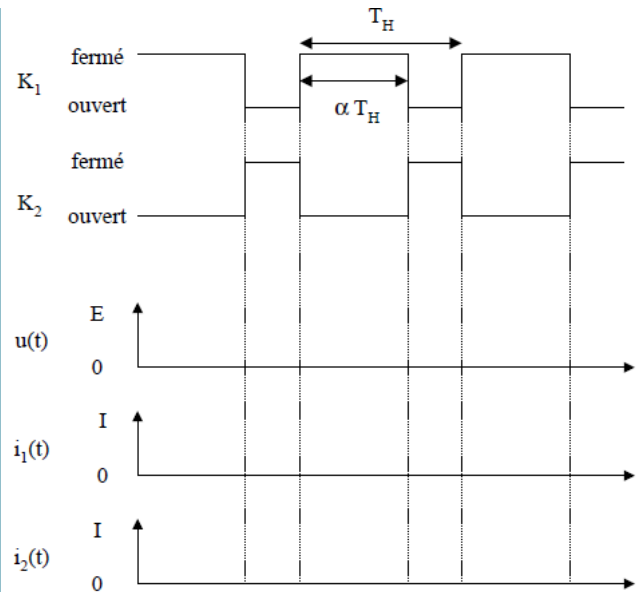 T_H
fermé
K₁
α T_H
ouvert
fermé
K₂
ouvert
E
u(t)
0
I
i₁(t)
0
I
i₂(t)
0